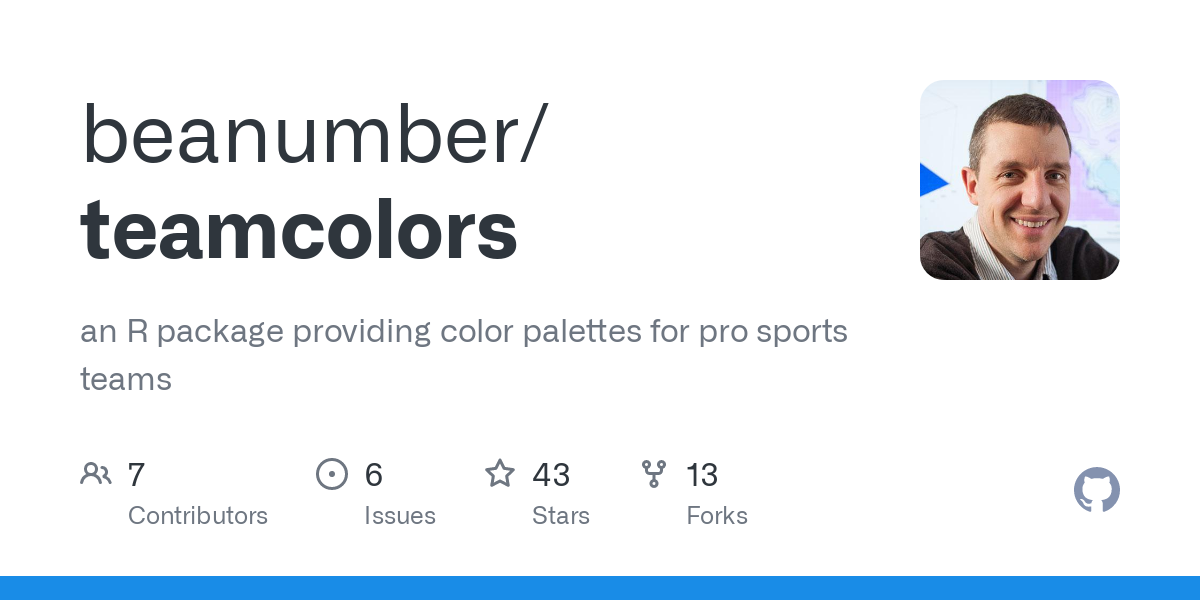 beanumber/
teamcolors
an R package providing color palettes for pro sports
teams
7 6 43 13
Contributors Issues Stars Forks